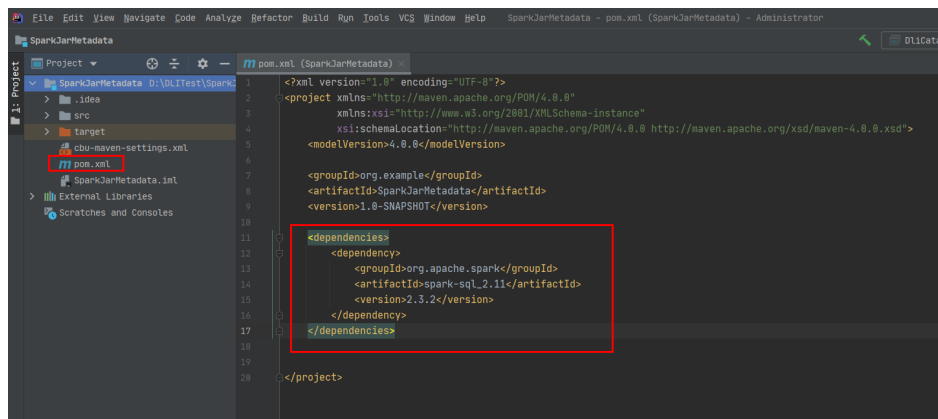 File Edit View Navigate Code Analyze Refactor Build Run Tools VCS Window Help SparkJarMetadata - pom.xml (SparkJarMetadata) - Administrator
SparkJarMetadata
DliCata
1: Project
Project
pom.xml (SparkJarMetadata)
SparkJarMetadata D:\DLITest\SparkJ
.idea
src
target
cbu-maven-settings.xml
pom.xml
SparkJarMetadata.iml
External Libraries
Scratches and Consoles
1 <?xml version="1.0" encoding="UTF-8"?>
2 <project xmlns="http://maven.apache.org/POM/4.0.0"
3 xmlns:xsi="http://www.w3.org/2001/XMLSchema-instance"
4 xsi:schemaLocation="http://maven.apache.org/POM/4.0.0 http://maven.apache.org/xsd/maven-4.0.0.xsd">
5 <modelVersion>4.0.0</modelVersion>
6
7 <groupId>org.example</groupId>
8 <artifactId>SparkJarMetadata</artifactId>
9 <version>1.0-SNAPSHOT</version>
10
11 <dependencies>
12 <dependency>
13 <groupId>org.apache.spark</groupId>
14 <artifactId>spark-sql_2.11</artifactId>
15 <version>2.3.2</version>
16 </dependency>
17 </dependencies>
18
19
20 </project>